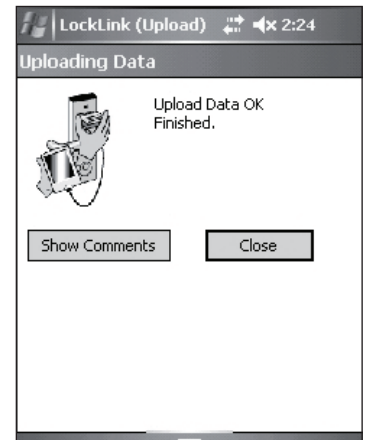 LockLink (Upload) 2:24
Uploading Data
Upload Data OK
Finished.
Show Comments Close